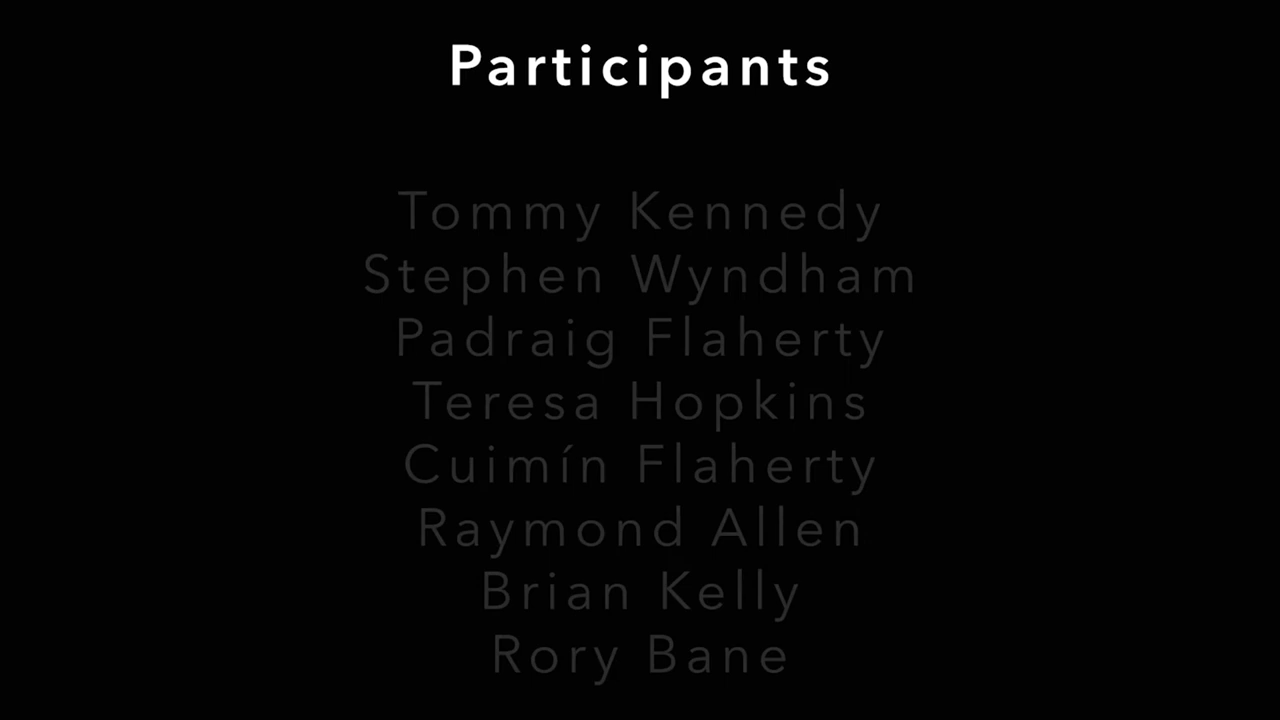 Participants
Tommy Kennedy
Stephen Wyndham
Padraig Flaherty
Teresa Hopkins
Cuimín Flaherty
Raymond Allen
Brian Kelly
Rory Bane